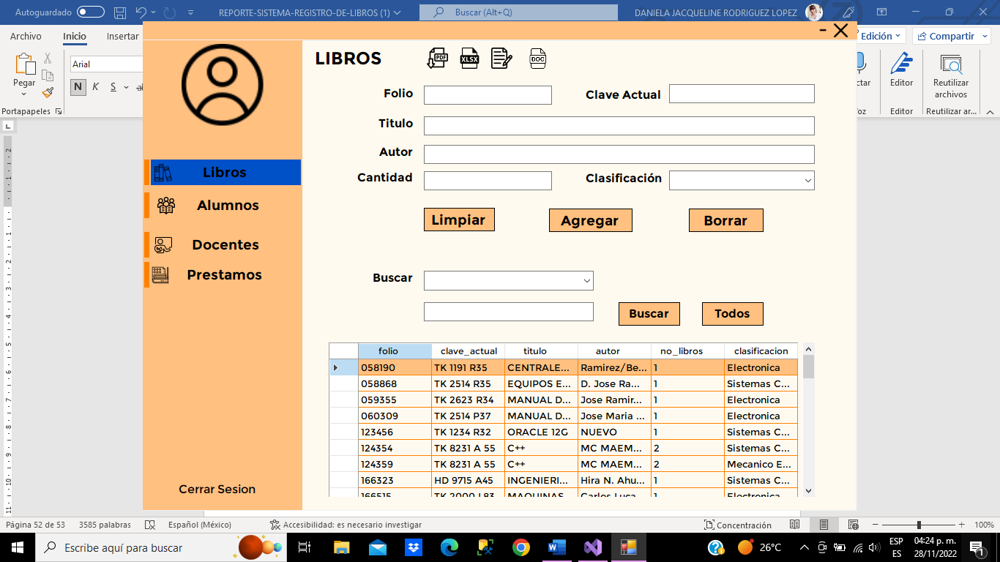 Autoguardado
REPORTE-SISTEMA-REGISTRO-DE-LIBROS (1)
Buscar (Alt+Q)
DANIELA JACQUELINE RODRIGUEZ LOPEZ
Archivo Inicio Insertar
Edición Compartir
Pegar
Arial
N K S ab
Portapapeles
Editor
Reutilizar archivos
Editor
Reutilizar ar...
LIBROS
PDF XLSX DOC
Folio Clave Actual
Titulo
Autor
Cantidad Clasificación
Limpiar Agregar Borrar
Buscar
Buscar Todos
Libros
Alumnos
Docentes
Prestamos
Cerrar Sesion
folio clave_actual titulo autor no_libros clasificacion
058190 TK 1191 R35 CENTRALE... Ramirez/Be... 1 Electronica
058868 TK 2514 R35 EQUIPOS E... D. Jose Ra... 1 Sistemas C...
059355 TK 2623 R34 MANUAL D... Jose Ramir... 1 Electronica
060309 TK 2514 P37 MANUAL D... Jose Maria ... 1 Electronica
123456 TK 1234 R32 ORACLE 12G NUEVO 1 Sistemas C...
124354 TK 8231 A 55 C++ MC MAEM... 2 Sistemas C...
124359 TK 8231 A 55 C++ MC MAEM... 2 Mecanico E...
166323 HD 9715 A45 INGENIERI... Hira N. Ahu... 1 Sistemas C...
166515 TK 2000 L83 MAQUINAS Carlos Luca 1 Electronica
Página 52 de 53 3585 palabras Español (México) Accesibilidad: es necesario investigar Concentración 100%
Escribe aquí para buscar
26°C
ESP
ES
04:24 p. m.
28/11/2022
1